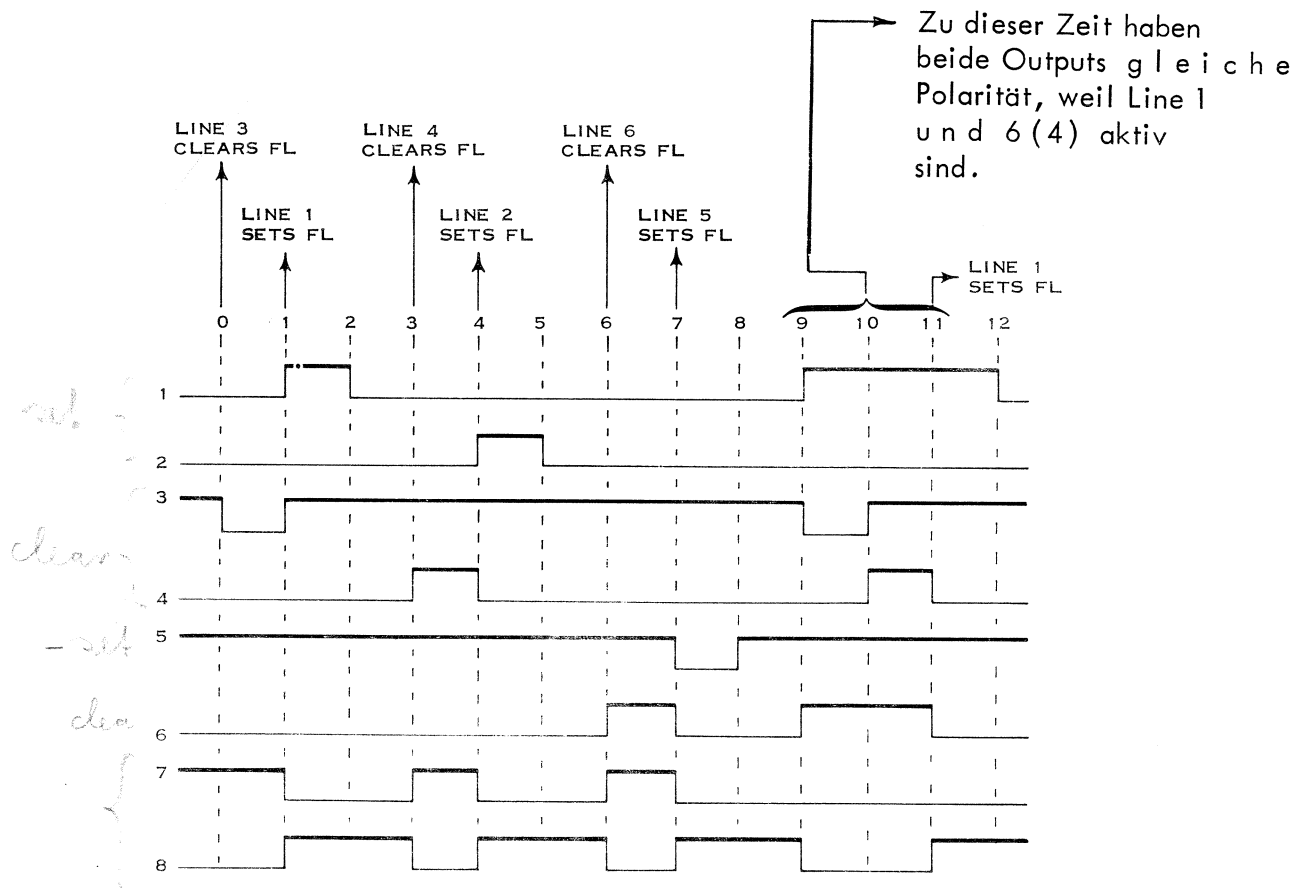 Zu dieser Zeit haben
beide Outputs g l e i c h e
Polarität, weil Line 1
u n d 6 (4) aktiv
sind.
LINE 3
CLEARS FL
LINE 4
CLEARS FL
LINE 6
CLEARS FL
LINE 1
SETS FL
LINE 2
SETS FL
LINE 5
SETS FL
LINE 1
SETS FL
0 1 2 3 4 5 6 7 8 9 10 11 12
1
set
2
3
clear
4
5
- set
6
7
8